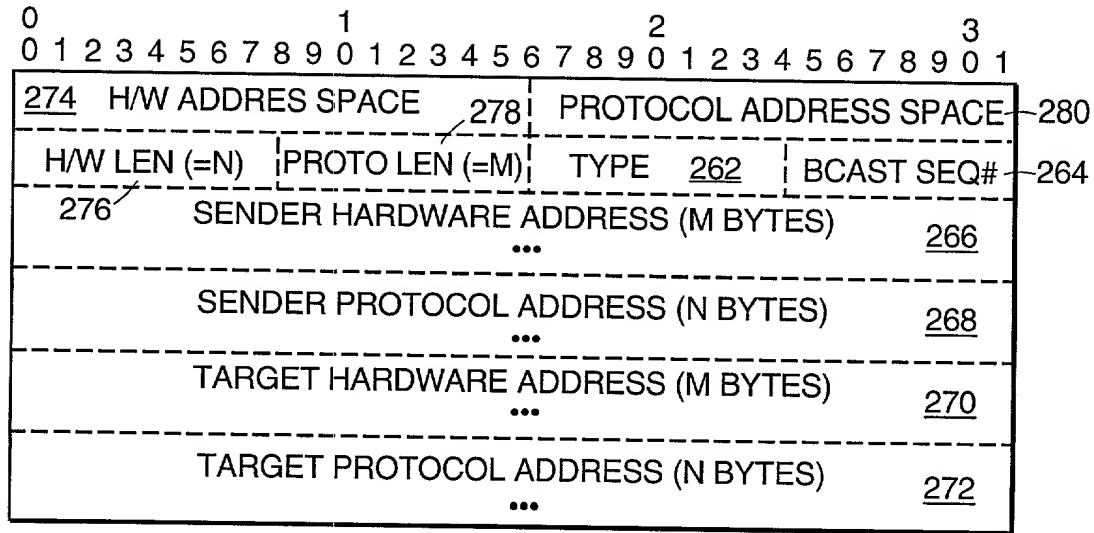 0 1 2 3
0 1 2 3 4 5 6 7 8 9 0 1 2 3 4 5 6 7 8 9 0 1 2 3 4 5 6 7 8 9 0 1
274 H/W ADDRES SPACE 278 PROTOCOL ADDRESS SPACE 280
H/W LEN (=N) PROTO LEN (=M) TYPE 262 BCAST SEQ# 264
276 SENDER HARDWARE ADDRESS (M BYTES) 266
•••
SENDER PROTOCOL ADDRESS (N BYTES) 268
•••
TARGET HARDWARE ADDRESS (M BYTES) 270
•••
TARGET PROTOCOL ADDRESS (N BYTES) 272
•••